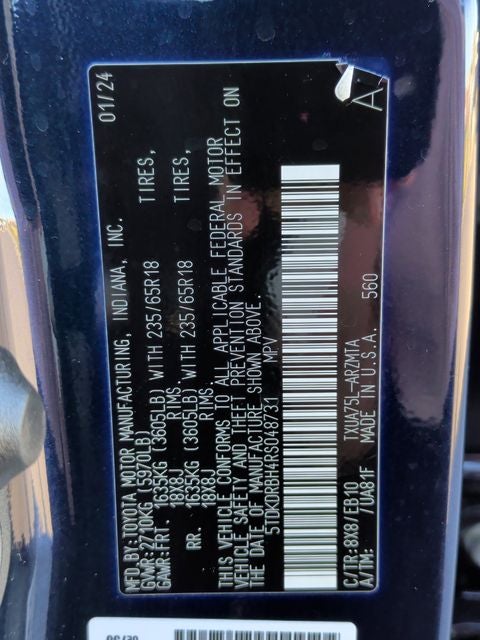 MFD.BY:TOYOTA MOTOR MANUFACTURING, INDIANA, INC. 01/24
GVWR:2710KG(5970LB)
GAWR:FRT. 1635KG(3605LB) WITH 235/65R18 TIRES,
18X8J RIMS.
RR. 1635KG(3605LB) WITH 235/65R18 TIRES,
18X8J RIMS.
THIS VEHICLE CONFORMS TO ALL APPLICABLE FEDERAL MOTOR
VEHICLE SAFETY AND THEFT PREVENTION STANDARDS IN EFFECT ON
THE DATE OF MANUFACTURE SHOWN ABOVE.
5TDKDRBH4RS048731 MPV
C/TR:8X8/EB10 TXUA75L-ARZMTA 560
A/TM: /UA81F MADE IN U.S.A.
A